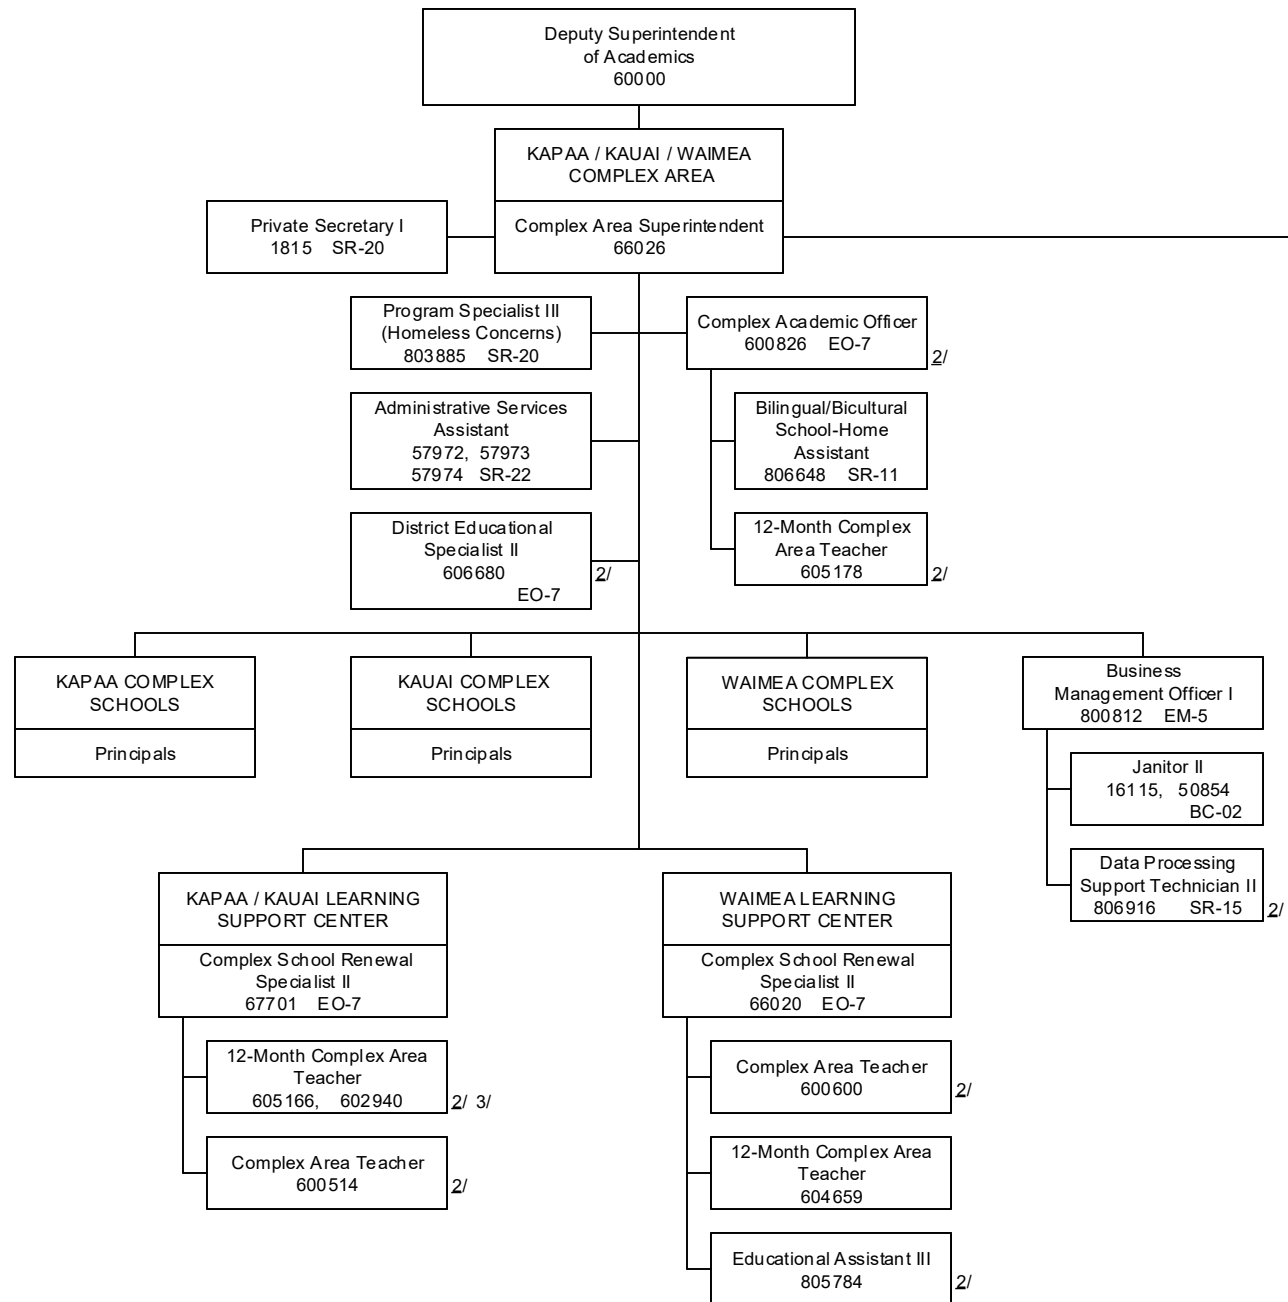 Deputy Superintendent
of Academics
60000
KAPAA / KAUAI / WAIMEA
COMPLEX AREA
Private Secretary I
1815 SR-20
Complex Area Superintendent
66026
Program Specialist III
(Homeless Concerns)
803885 SR-20
Complex Academic Officer
600826 EO-7
2/
Administrative Services
Assistant
57972, 57973
57974 SR-22
Bilingual/Bicultural
School-Home
Assistant
806648 SR-11
District Educational
Specialist II
606680
EO-7
2/
12-Month Complex
Area Teacher
605178
2/
KAPAA COMPLEX
SCHOOLS
Principals
KAUAI COMPLEX
SCHOOLS
Principals
WAIMEA COMPLEX
SCHOOLS
Principals
Business
Management Officer I
800812 EM-5
Janitor II
16115, 50854
BC-02
Data Processing
Support Technician II
806916 SR-15
2/
KAPAA / KAUAI LEARNING
SUPPORT CENTER
Complex School Renewal
Specialist II
67701 EO-7
12-Month Complex Area
Teacher
605166, 602940
2/ 3/
Complex Area Teacher
600514
2/
WAIMEA LEARNING
SUPPORT CENTER
Complex School Renewal
Specialist II
66020 EO-7
Complex Area Teacher
600600
2/
12-Month Complex Area
Teacher
604659
Educational Assistant III
805784
2/